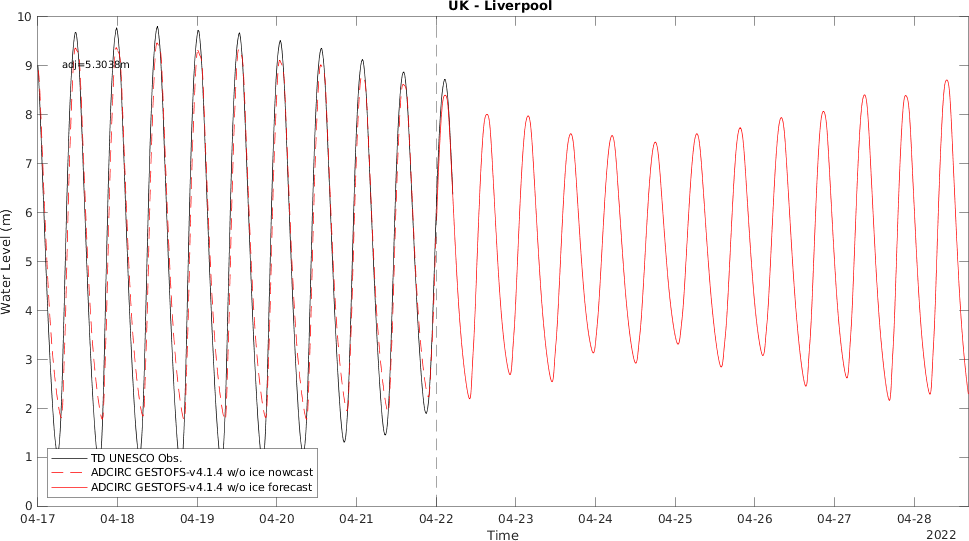 UK - Liverpool
10
9
8
7
6
5
4
3
2
1
0
Water Level (m)
adj=5.3038m
TD UNESCO Obs.
ADCIRC GESTOFS-v4.1.4 w/o ice nowcast
ADCIRC GESTOFS-v4.1.4 w/o ice forecast
04-17 04-18 04-19 04-20 04-21 04-22 04-23 04-24 04-25 04-26 04-27 04-28
Time
2022